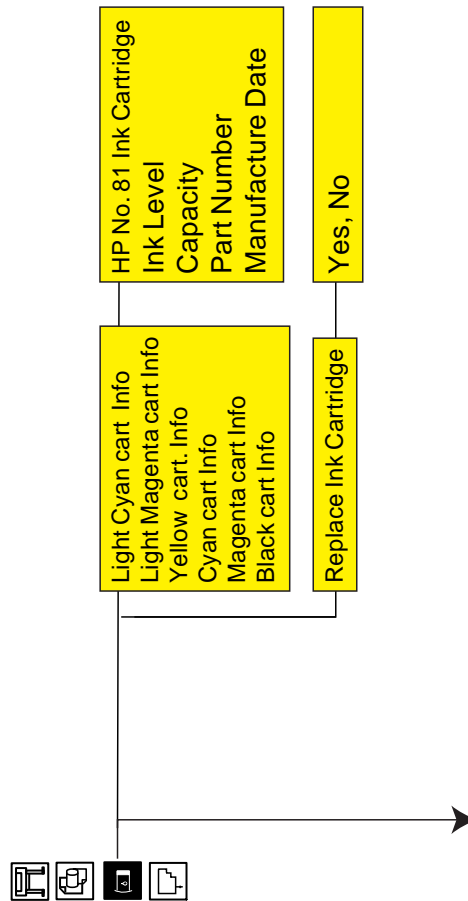 Light Cyan cart  Info
Light Magenta cart Info
Yellow  cart. Info
Cyan cart Info
Magenta cart Info
Black cart Info
HP No. 81 Ink Cartridge
Ink Level
Capacity
Part Number
Manufacture Date
Replace Ink Cartridge
Yes, No